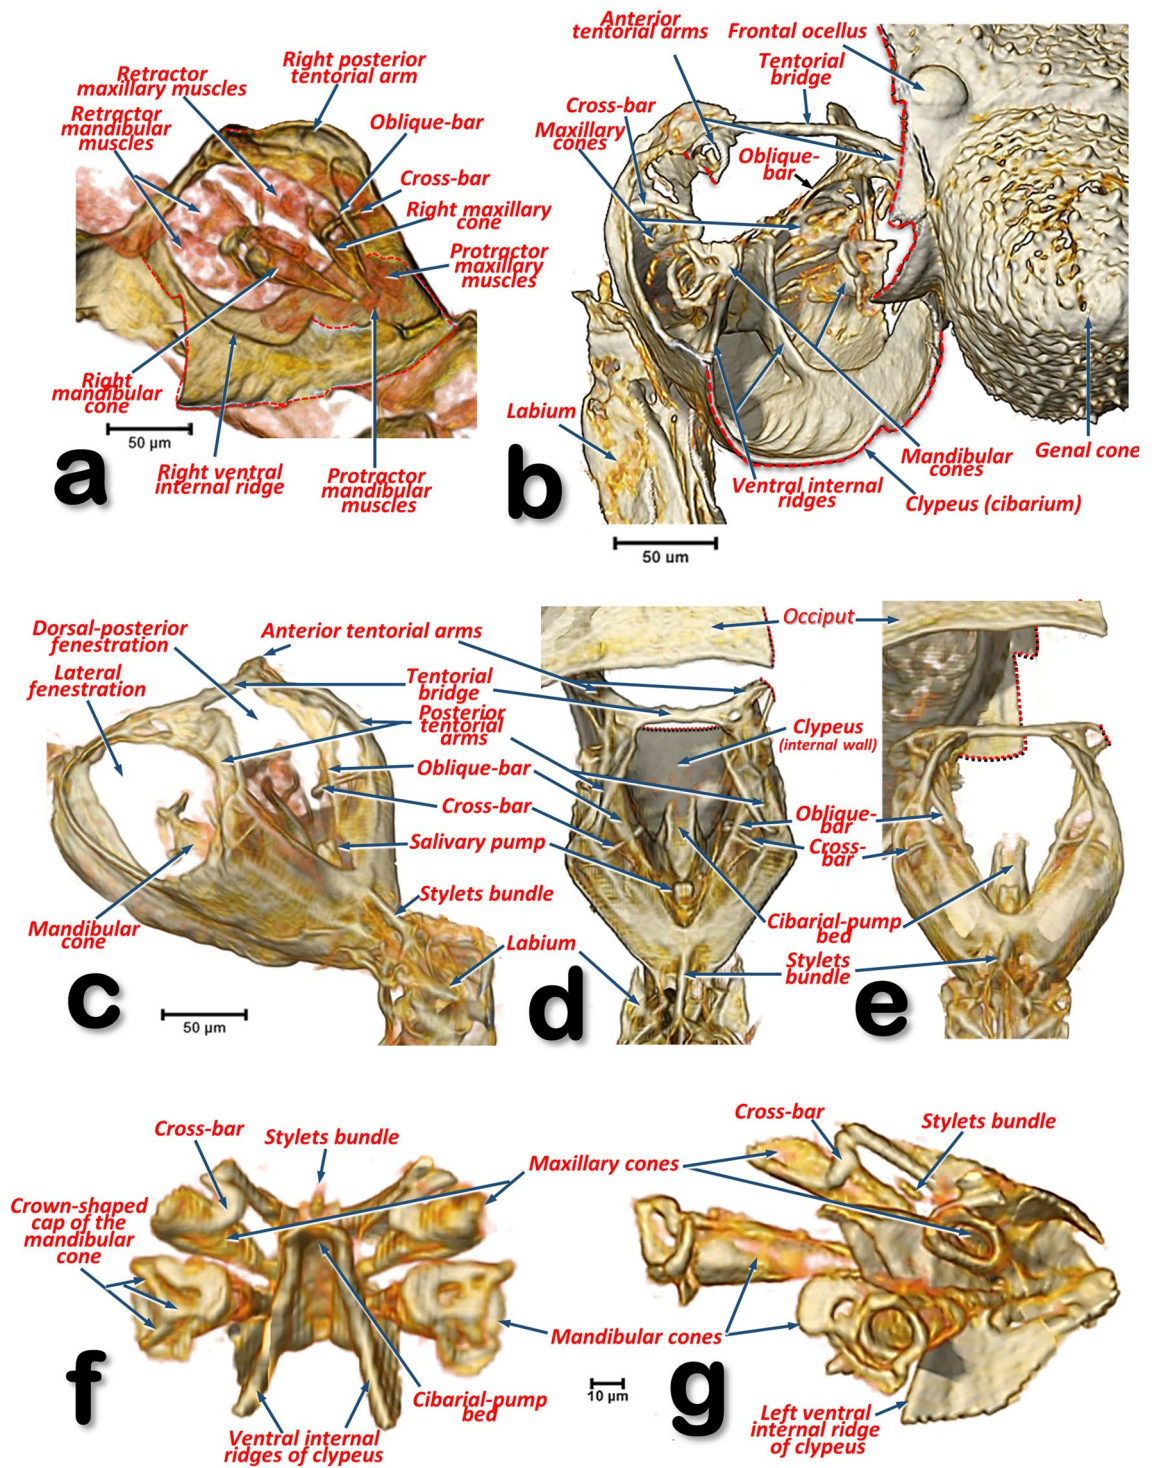 Right posterior
tentorial arm
Retractor
maxillary muscles
Retractor
mandibular
muscles
Oblique-bar
Cross-bar
Right maxillary
cone
Protractor
maxillary
muscles
Right
mandibular
cone
50 µm
a
Right ventral
internal ridge
Protractor
mandibular
muscles
Anterior
tentorial arms
Frontal ocellus
Tentorial
bridge
Cross-bar
Maxillary
cones
Oblique-
bar
Labium
b
Mandibular
cones
Genal cone
Ventral internal
ridges
Clypeus (cibarium)
50 µm
Dorsal-posterior
fenestration
Anterior tentorial arms
Occiput
Lateral
fenestration
Tentorial
bridge
Posterior
tentorial
arms
Clypeus
(internal wall)
Oblique-bar
Cross-bar
Oblique-
bar
Salivary pump
Cross-
bar
Stylets bundle
Mandibular
cone
Cibarial-pump
bed
Labium
Stylets
bundle
c
50 µm
d
e
Cross-bar
Stylets bundle
Cross-bar
Stylets bundle
Maxillary cones
Crown-shaped
cap of the
mandibular
cone
Mandibular cones
f
Cibarial-pump
bed
10 µm
g
Ventral internal
ridges of clypeus
Left ventral
internal ridge
of clypeus